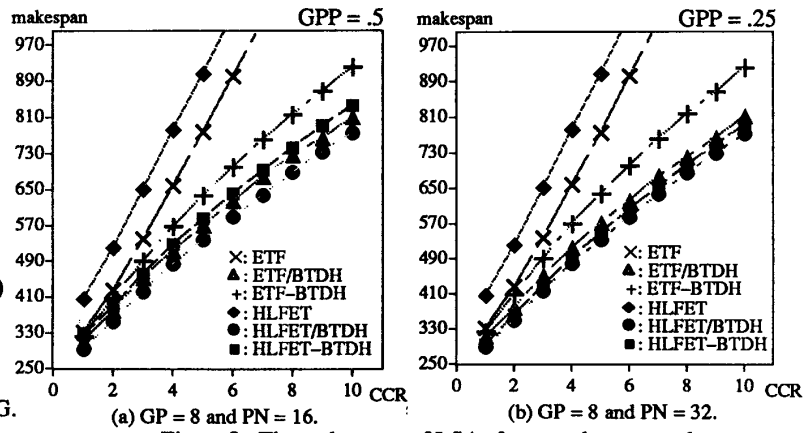 makespan
GPP = .5
970
890
810
730
650
570
490
410
330
250
0
2
4
6
8
10
CCR
×: ETF
▲: ETF/BTDH
+: ETF–BTDH
◆: HLFET
●: HLFET/BTDH
■: HLFET–BTDH
(a) GP = 8 and PN = 16.
makespan
GPP = .25
970
890
810
730
650
570
490
410
330
250
0
2
4
6
8
10
CCR
×: ETF
▲: ETF/BTDH
+: ETF–BTDH
◆: HLFET
●: HLFET/BTDH
■: HLFET–BTDH
(b) GP = 8 and PN = 32.
G.
)